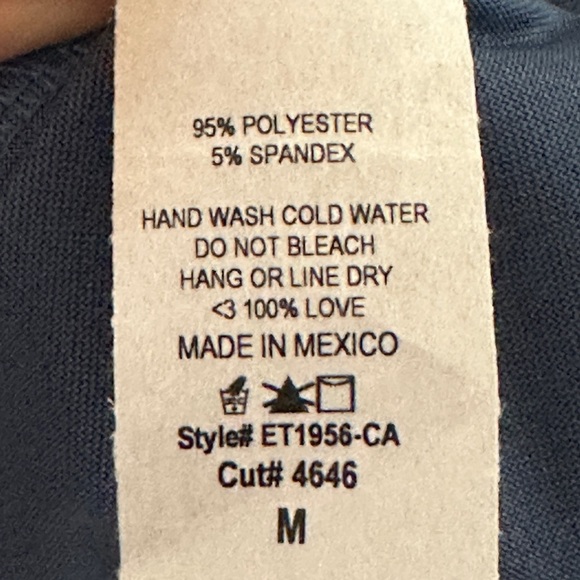 95% POLYESTER
5% SPANDEX
HAND WASH COLD WATER
DO NOT BLEACH
HANG OR LINE DRY
<3 100% LOVE
MADE IN MEXICO
Style# ET1956-CA
Cut# 4646
M